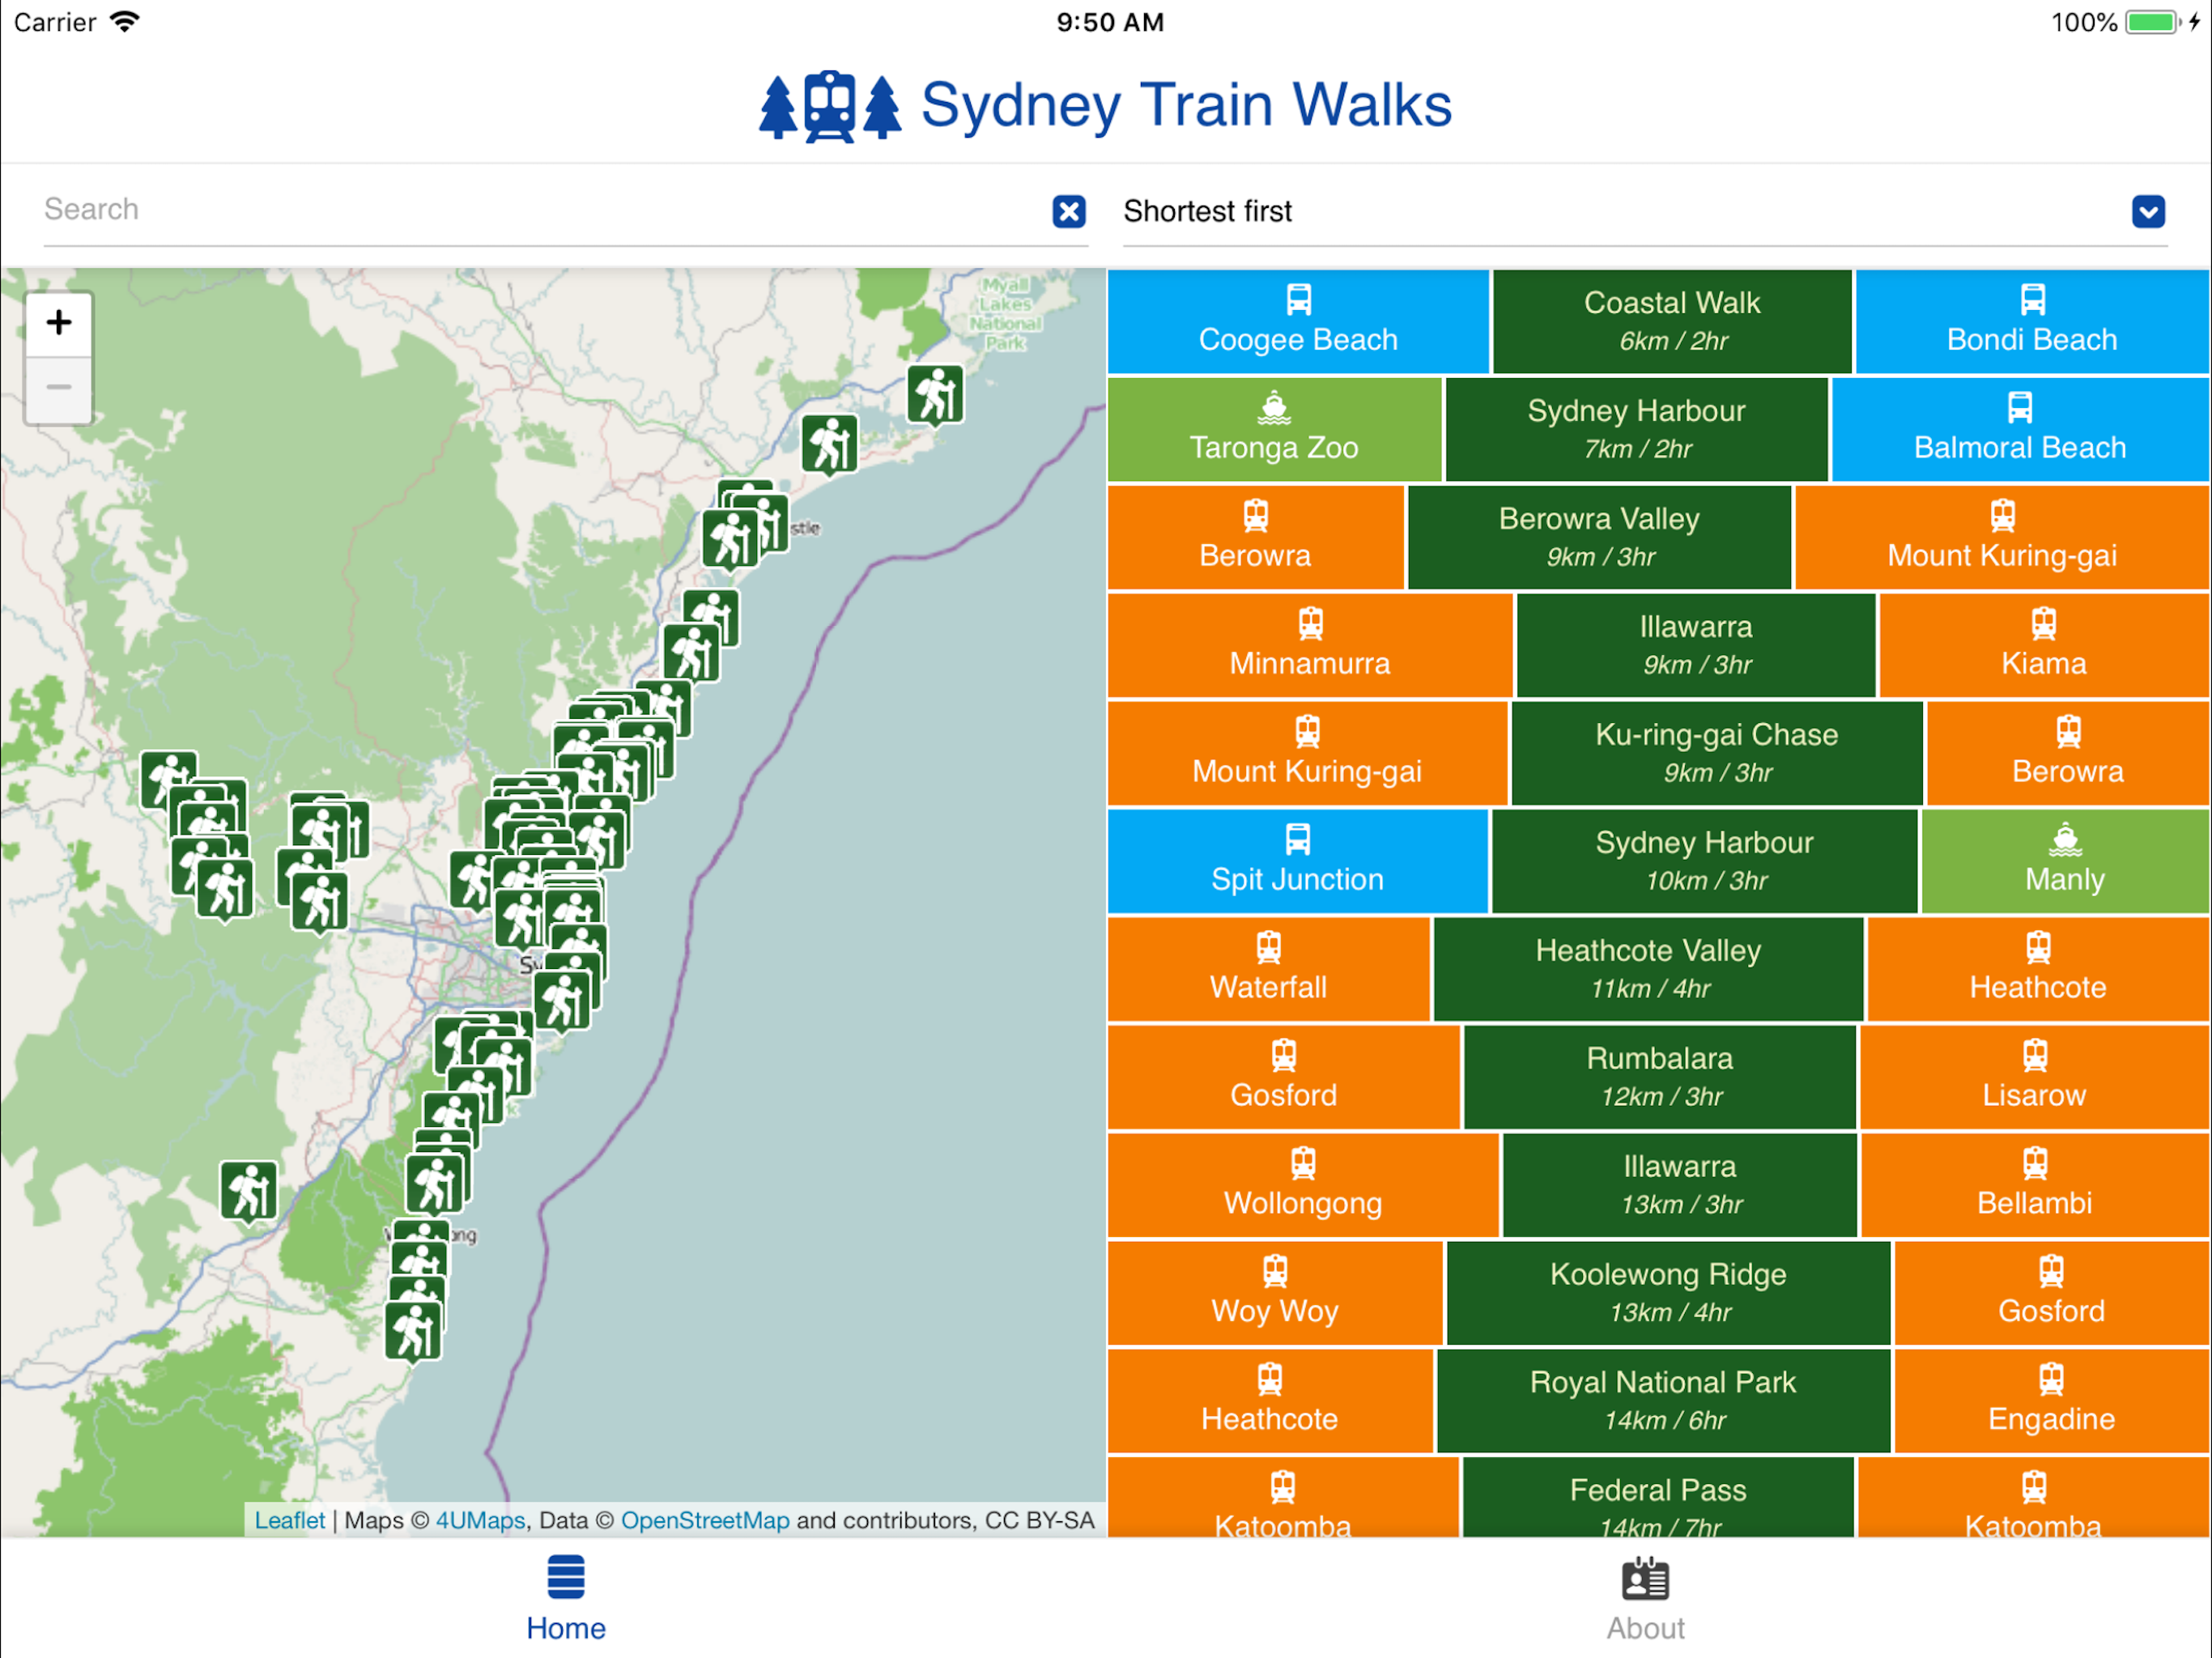 Carrier
9:50 AM
100%
Sydney Train Walks
Search
Shortest first
+
−
Myall
Lakes
National
Park
stle
ong
Leaflet | Maps © 4UMaps, Data © OpenStreetMap and contributors, CC BY-SA
Coogee Beach
Coastal Walk
6km / 2hr
Bondi Beach
Taronga Zoo
Sydney Harbour
7km / 2hr
Balmoral Beach
Berowra
Berowra Valley
9km / 3hr
Mount Kuring-gai
Minnamurra
Illawarra
9km / 3hr
Kiama
Mount Kuring-gai
Ku-ring-gai Chase
9km / 3hr
Berowra
Spit Junction
Sydney Harbour
10km / 3hr
Manly
Waterfall
Heathcote Valley
11km / 4hr
Heathcote
Gosford
Rumbalara
12km / 3hr
Lisarow
Wollongong
Illawarra
13km / 3hr
Bellambi
Woy Woy
Koolewong Ridge
13km / 4hr
Gosford
Heathcote
Royal National Park
14km / 6hr
Engadine
Katoomba
Federal Pass
14km / 7hr
Katoomba
Home
About